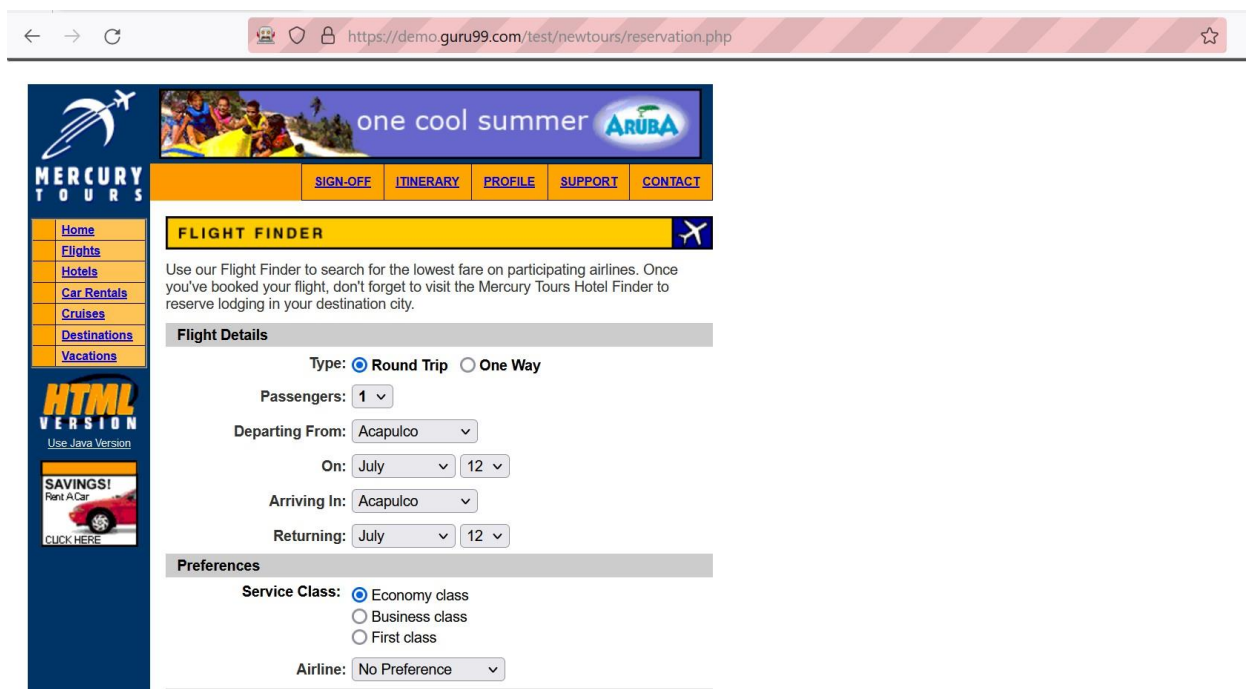 https://demo.guru99.com/test/newtours/reservation.php
one cool summer ARUBA
MERCURY
TOURS
SIGN-OFF ITINERARY PROFILE SUPPORT CONTACT
Home
Flights
Hotels
Car Rentals
Cruises
Destinations
Vacations
HTML
VERSION
Use Java Version
SAVINGS!
Rent A Car
CLICK HERE
FLIGHT FINDER
Use our Flight Finder to search for the lowest fare on participating airlines. Once
you've booked your flight, don't forget to visit the Mercury Tours Hotel Finder to
reserve lodging in your destination city.
Flight Details
Type: Round Trip One Way
Passengers: 1
Departing From: Acapulco
On: July 12
Arriving In: Acapulco
Returning: July 12
Preferences
Service Class: Economy class
Business class
First class
Airline: No Preference